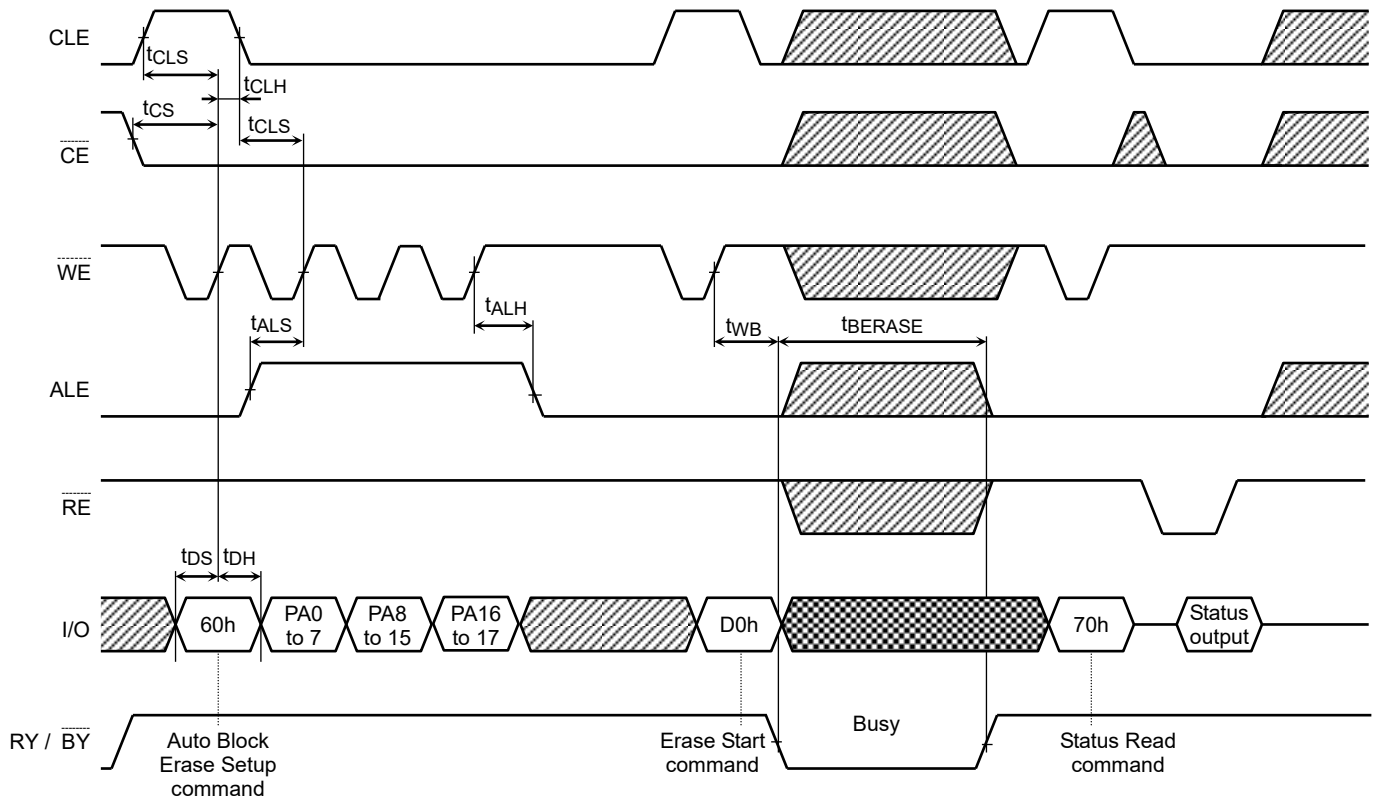 CLE
tCLS
tCLH
tCS
tCLS
CE
WE
tALH
tALS
tWB
tBERASE
ALE
RE
tDS
tDH
I/O
60h
PA0
to 7
PA8
to 15
PA16
to 17
D0h
70h
Status
output
RY / BY
Busy
Auto Block
Erase Setup
command
Erase Start
command
Status Read
command